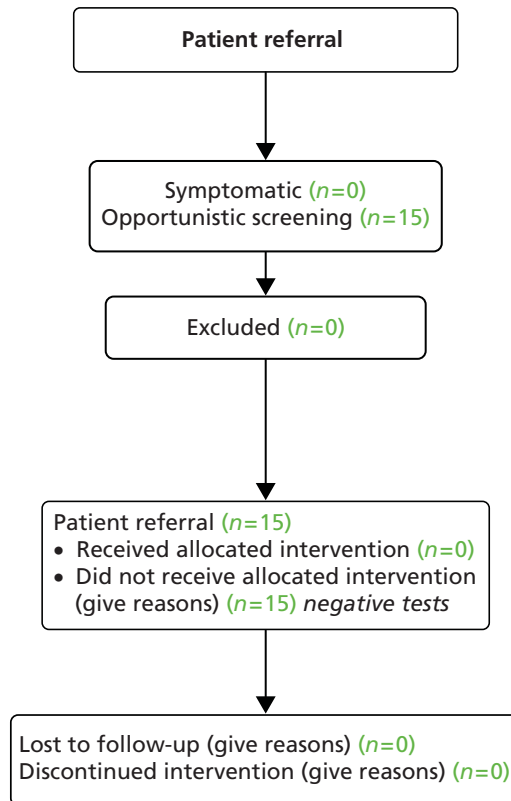 Patient referral
Symptomatic (n=0)
Opportunistic screening (n=15)
Excluded (n=0)
Patient referral (n=15)
• Received allocated intervention (n=0)
• Did not receive allocated intervention
(give reasons) (n=15) negative tests
Lost to follow-up (give reasons) (n=0)
Discontinued intervention (give reasons) (n=0)